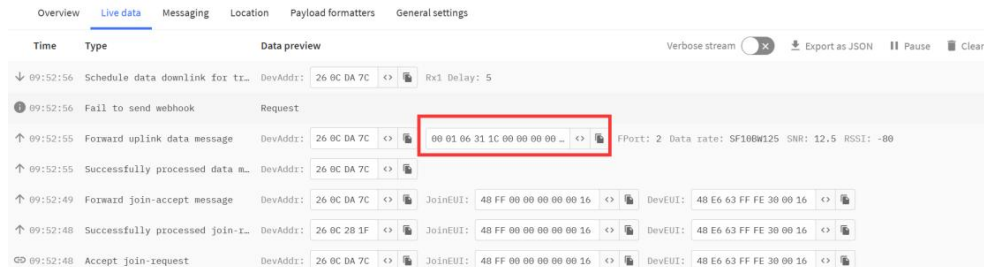 Overview Live data Messaging Location Payload formatters General settings
Time Type Data preview Verbose stream Export as JSON Pause Clear
09:52:56 Schedule data downlink for tr… DevAddr: 26 0C DA 7C <> Rx1 Delay: 5
09:52:56 Fail to send webhook Request
09:52:55 Forward uplink data message DevAddr: 26 0C DA 7C <> 00 01 06 31 1C 00 00 00 00 … <> FPort: 2 Data rate: SF10BW125 SNR: 12.5 RSSI: -80
09:52:55 Successfully processed data m… DevAddr: 26 0C DA 7C <>
09:52:49 Forward join-accept message DevAddr: 26 0C DA 7C <> JoinEUI: 48 FF 00 00 00 00 00 16 <> DevEUI: 48 E6 63 FF FE 30 00 16 <>
09:52:48 Successfully processed join-r… DevAddr: 26 0C 28 1F <> JoinEUI: 48 FF 00 00 00 00 00 16 <> DevEUI: 48 E6 63 FF FE 30 00 16 <>
09:52:48 Accept join-request DevAddr: 26 0C DA 7C <> JoinEUI: 48 FF 00 00 00 00 00 16 <> DevEUI: 48 E6 63 FF FE 30 00 16 <>